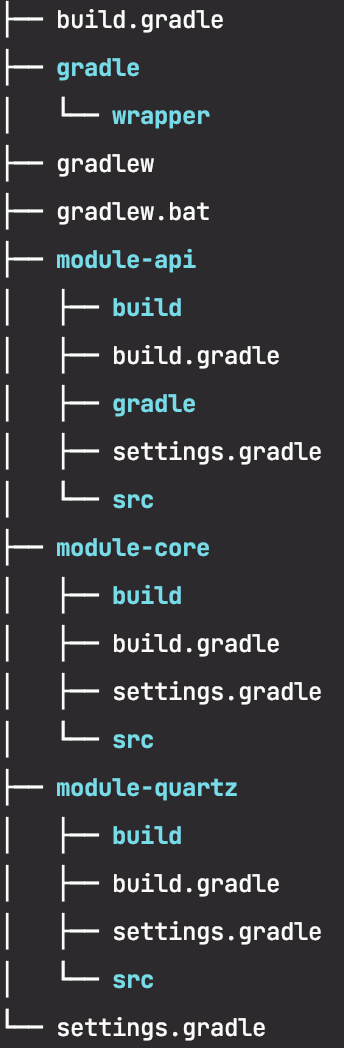 ├── build.gradle
├── gradle
│   └── wrapper
├── gradlew
├── gradlew.bat
├── module-api
│   ├── build
│   ├── build.gradle
│   ├── gradle
│   ├── settings.gradle
│   └── src
├── module-core
│   ├── build
│   ├── build.gradle
│   ├── settings.gradle
│   └── src
├── module-quartz
│   ├── build
│   ├── build.gradle
│   ├── settings.gradle
│   └── src
└── settings.gradle